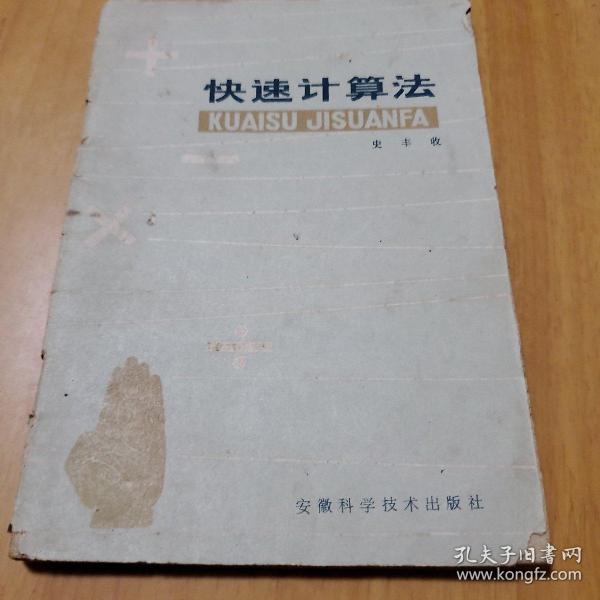 快速计算法
KUAISU JISUANFA
史丰收
安徽科学技术出版社
孔夫子旧书网
www.kongfz.com